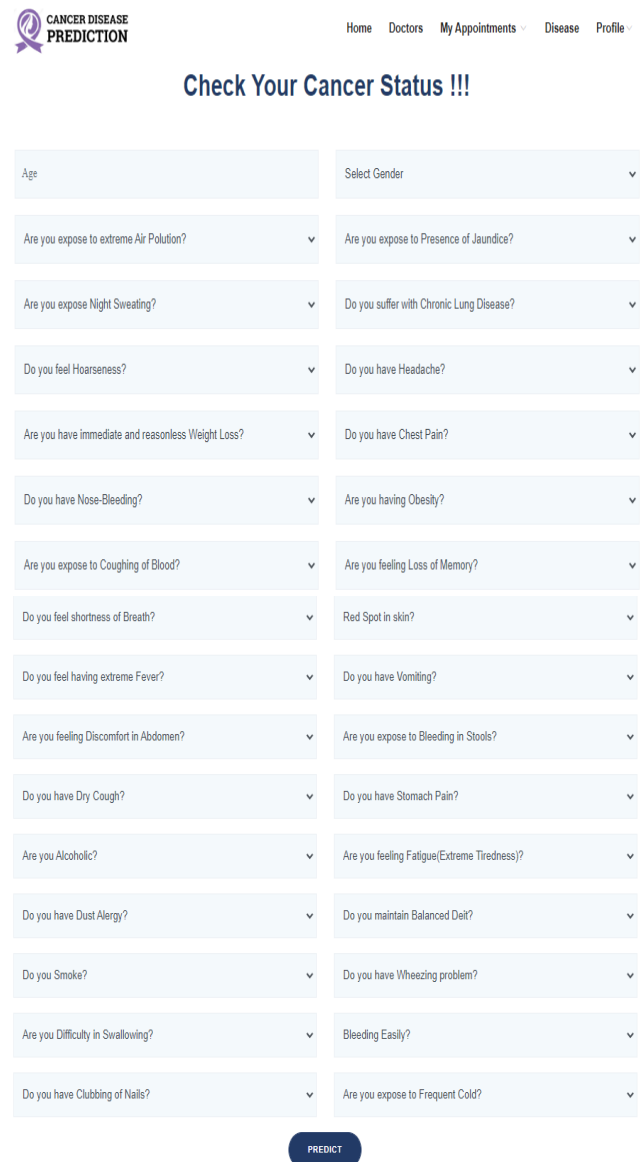 CANCER DISEASE
PREDICTION
Home Doctors My Appointments Disease Profile
Check Your Cancer Status !!!
Age Select Gender
Are you expose to extreme Air Polution? Are you expose to Presence of Jaundice?
Are you expose Night Sweating? Do you suffer with Chronic Lung Disease?
Do you feel Hoarseness? Do you have Headache?
Are you have immediate and reasonless Weight Loss? Do you have Chest Pain?
Do you have Nose-Bleeding? Are you having Obesity?
Are you expose to Coughing of Blood? Are you feeling Loss of Memory?
Do you feel shortness of Breath? Red Spot in skin?
Do you feel having extreme Fever? Do you have Vomiting?
Are you feeling Discomfort in Abdomen? Are you expose to Bleeding in Stools?
Do you have Dry Cough? Do you have Stomach Pain?
Are you Alcoholic? Are you feeling Fatigue(Extreme Tiredness)?
Do you have Dust Alergy? Do you maintain Balanced Deit?
Do you Smoke? Do you have Wheezing problem?
Are you Difficulty in Swallowing? Bleeding Easily?
Do you have Clubbing of Nails? Are you expose to Frequent Cold?
PREDICT